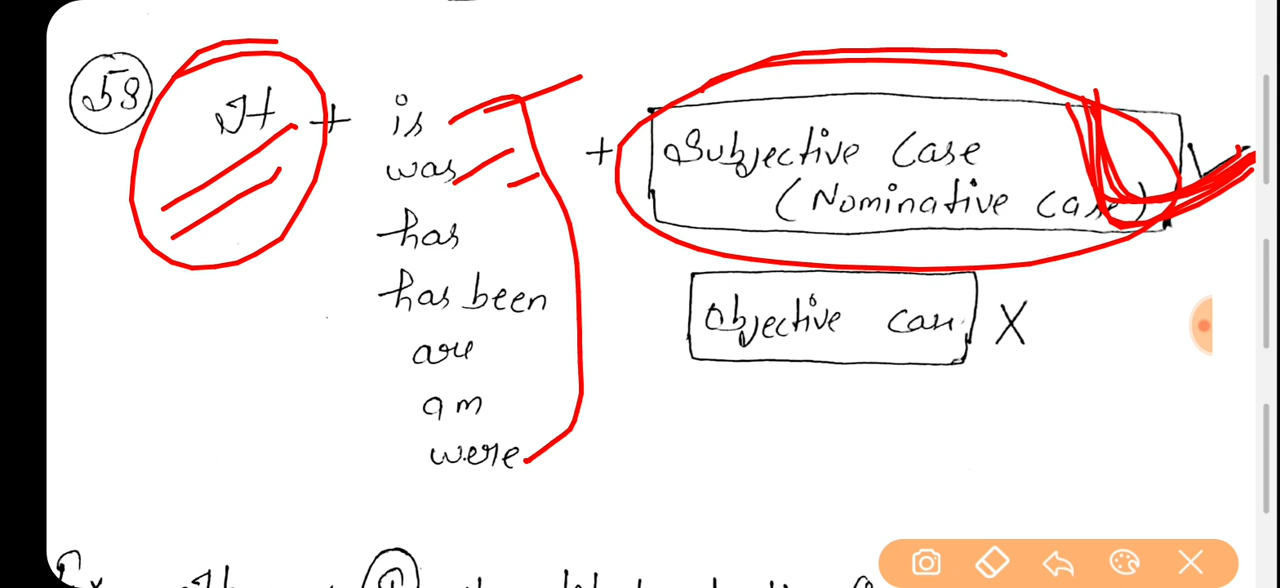 58 It + is + Subjective Case
was (Nominative case)
has
has been Objective case X
are
am
were